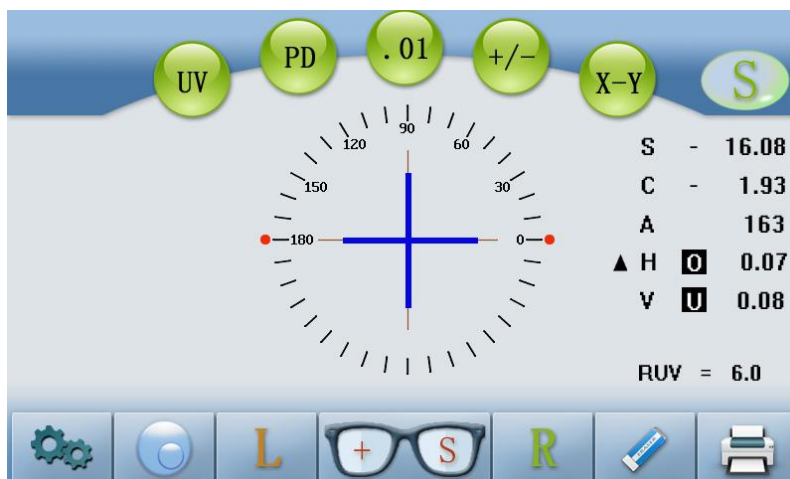 UV
PD
.01
+/-
X-Y
S
90
120
60
150
30
180
0
S - 16.08
C - 1.93
A 163
▲ H O 0.07
V U 0.08
RUV = 6.0
L
+ S
R